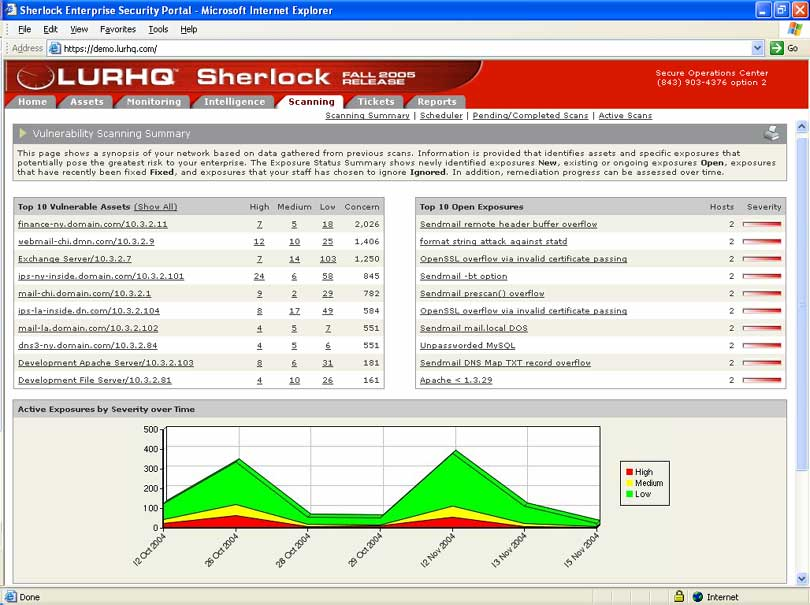 Sherlock Enterprise Security Portal - Microsoft Internet Explorer
File Edit View Favorites Tools Help
Address https://demo.lurhq.com/ Go
LURHQ™ Sherlock FALL 2005 RELEASE
Secure Operations Center
(843) 903-4376 option 2
Home Assets Monitoring Intelligence Scanning Tickets Reports
Scanning Summary | Scheduler | Pending/Completed Scans | Active Scans
Vulnerability Scanning Summary
This page shows a synopsis of your network based on data gathered from previous scans. Information is provided that identifies assets and specific exposures that
potentially pose the greatest risk to your enterprise. The Exposure Status Summary shows newly identified exposures New, existing or ongoing exposures Open, exposures
that have recently been fixed Fixed, and exposures that your staff has chosen to ignore Ignored. In addition, remediation progress can be assessed over time.
Top 10 Vulnerable Assets (Show All) High Medium Low Concern
finance-ny.domain.com/10.3.2.11 7 5 18 2,026
webmail-chi.dmn.com/10.3.2.9 12 10 25 1,406
Exchange Server/10.3.2.7 7 14 103 1,250
ips-ny-inside.domain.com/10.3.2.101 24 6 58 845
mail-chi.domain.com/10.3.2.1 9 2 29 782
ips-la-inside.dn.com/10.3.2.104 8 17 49 584
mail-la.domain.com/10.3.2.102 4 5 7 551
dns3-ny.domain.com/10.3.2.84 4 5 6 551
Development Apache Server/10.3.2.103 8 6 31 181
Development File Server/10.3.2.81 4 10 26 161
Top 10 Open Exposures Hosts Severity
Sendmail remote header buffer overflow 2
format string attack against statd 2
OpenSSL overflow via invalid certificate passing 2
Sendmail -bt option 2
Sendmail prescan() overflow 2
OpenSSL overflow via invalid certificate passing 2
Sendmail mail.local DOS 2
Unpassworded MySQL 2
Sendmail DNS Map TXT record overflow 2
Apache < 1.3.29 2
Active Exposures by Severity over Time
500
400
300
200
100
0
12 Oct 2004
26 Oct 2004
28 Oct 2004
29 Oct 2004
12 Nov 2004
13 Nov 2004
15 Nov 2004
High
Medium
Low
Done Internet